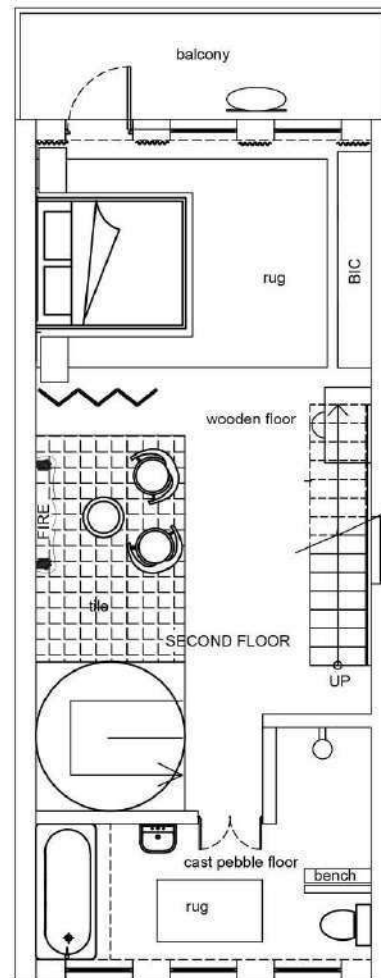 balcony
rug
BIC
wooden floor
FIRE
tile
SECOND FLOOR
UP
cast pebble floor
bench
rug